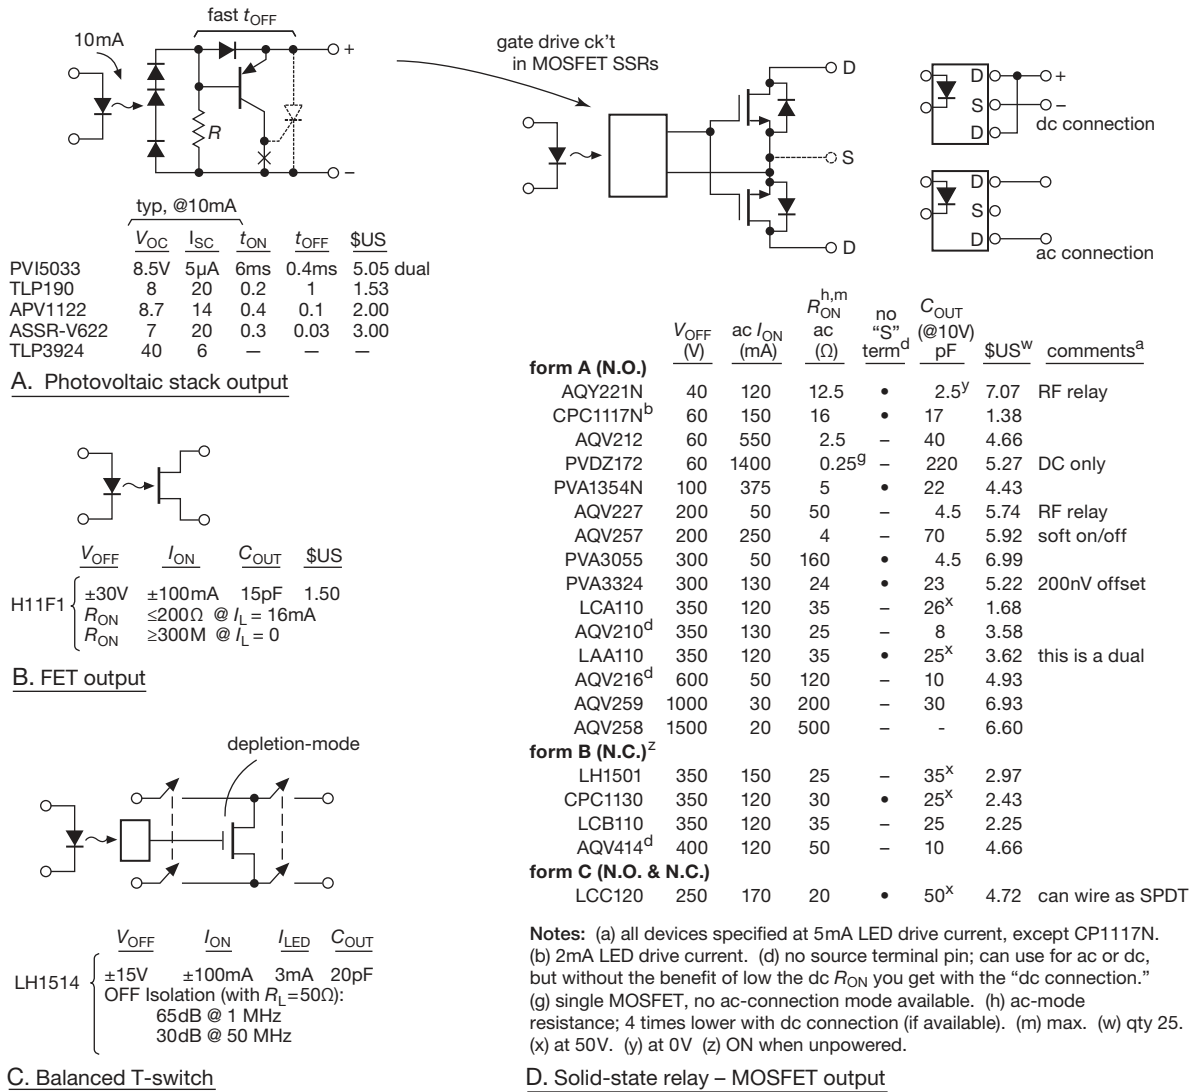 fast tOFF
10mA
+
R
−
typ, @10mA
VOC ISC tON tOFF $US
PVI5033 8.5V 5μA 6ms 0.4ms 5.05 dual
TLP190 8 20 0.2 1 1.53
APV1122 8.7 14 0.4 0.1 2.00
ASSR-V622 7 20 0.3 0.03 3.00
TLP3924 40 6 — — —
A. Photovoltaic stack output
VOFF ION COUT $US
H11F1
±30V ±100mA 15pF 1.50
RON ≤200Ω @ IL = 16mA
RON ≥300M @ IL = 0
B. FET output
depletion-mode
VOFF ION ILED COUT
LH1514
±15V ±100mA 3mA 20pF
OFF Isolation (with RL=50Ω):
65dB @ 1 MHz
30dB @ 50 MHz
C. Balanced T-switch
gate drive ck't
in MOSFET SSRs
D
S
D
D +
S −
D
dc connection
D
S
D
ac connection
VOFF (V) ac ION (mA) RON h,m ac (Ω) no "S" term d COUT (@10V) pF $US w comments a
form A (N.O.)
AQY221N 40 120 12.5 • 2.5y 7.07 RF relay
CPC1117Nb 60 150 16 • 17 1.38
AQV212 60 550 2.5 – 40 4.66
PVDZ172 60 1400 0.25g – 220 5.27 DC only
PVA1354N 100 375 5 • 22 4.43
AQV227 200 50 50 – 4.5 5.74 RF relay
AQV257 200 250 4 – 70 5.92 soft on/off
PVA3055 300 50 160 • 4.5 6.99
PVA3324 300 130 24 • 23 5.22 200nV offset
LCA110 350 120 35 – 26x 1.68
AQV210d 350 130 25 – 8 3.58
LAA110 350 120 35 • 25x 3.62 this is a dual
AQV216d 600 50 120 – 10 4.93
AQV259 1000 30 200 – 30 6.93
AQV258 1500 20 500 – - 6.60
form B (N.C.)z
LH1501 350 150 25 – 35x 2.97
CPC1130 350 120 30 • 25x 2.43
LCB110 350 120 35 – 25 2.25
AQV414d 400 120 50 – 10 4.66
form C (N.O. & N.C.)
LCC120 250 170 20 • 50x 4.72 can wire as SPDT
Notes: (a) all devices specified at 5mA LED drive current, except CP1117N.
(b) 2mA LED drive current. (d) no source terminal pin; can use for ac or dc,
but without the benefit of low the dc RON you get with the "dc connection."
(g) single MOSFET, no ac-connection mode available. (h) ac-mode
resistance; 4 times lower with dc connection (if available). (m) max. (w) qty 25.
(x) at 50V. (y) at 0V (z) ON when unpowered.
D. Solid-state relay – MOSFET output